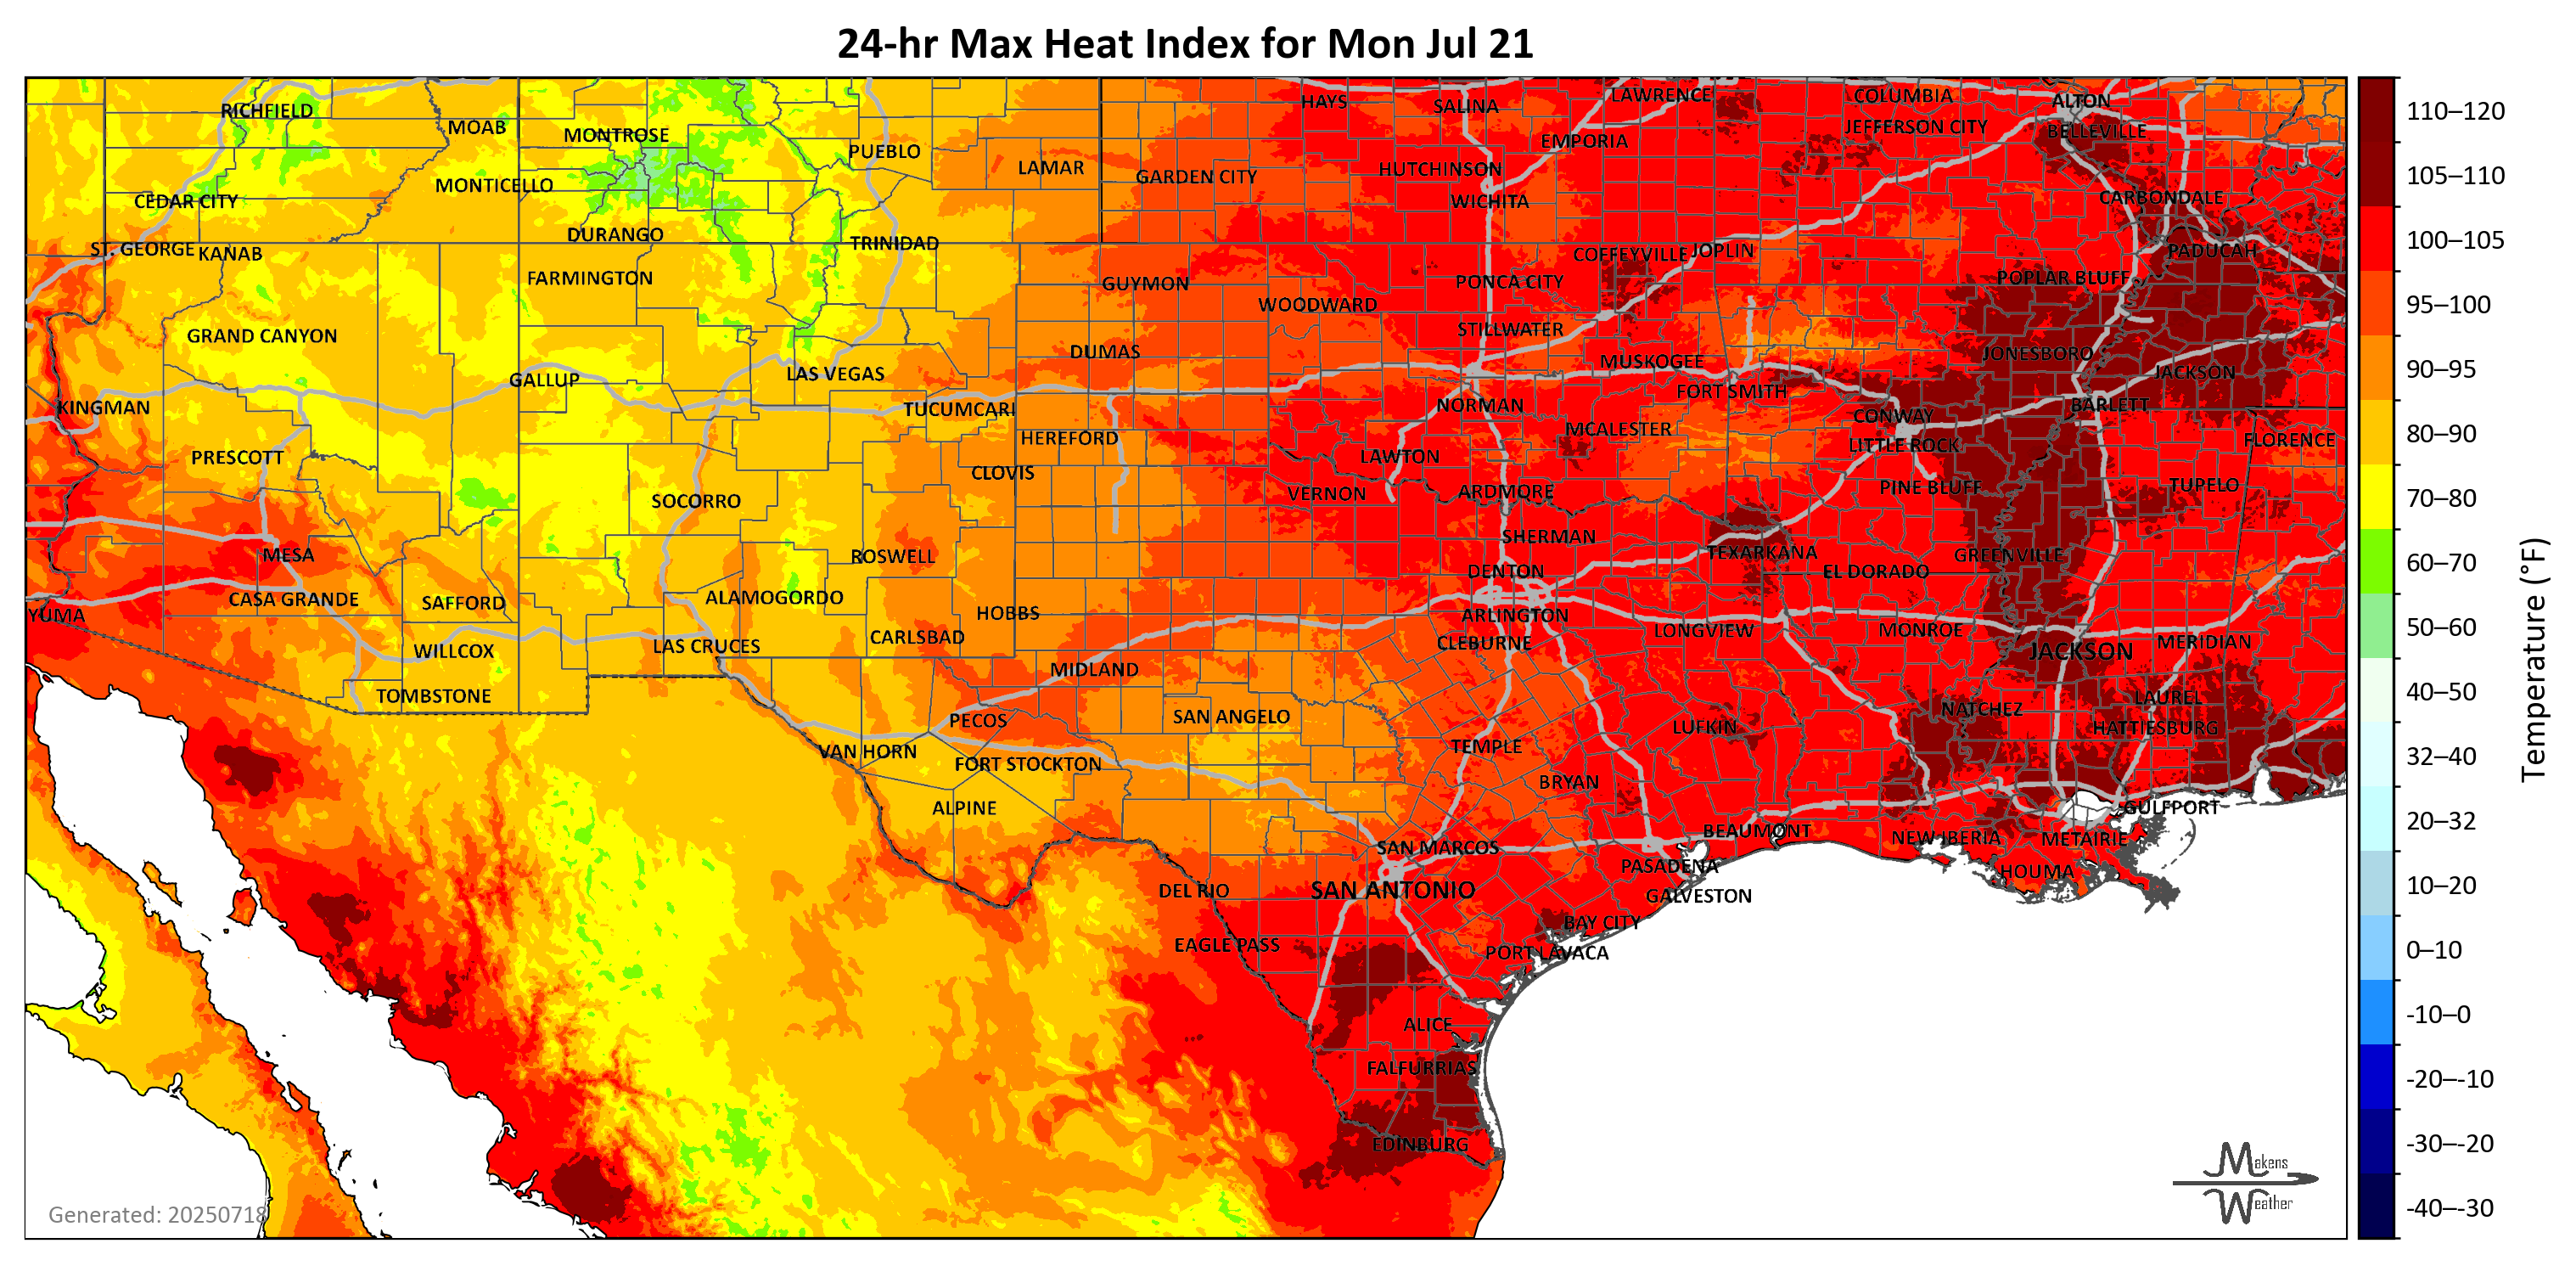 24-hr Max Heat Index for Mon Jul 21
RICHFIELD
MOAB
MONTROSE
PUEBLO
LAMAR
GARDEN CITY
HAYS
SALINA
LAWRENCE
COLUMBIA
ALTON
EMPORIA
JEFFERSON CITY
BELLEVILLE
HUTCHINSON
WICHITA
CEDAR CITY
MONTICELLO
CARBONDALE
ST. GEORGE
KANAB
DURANGO
TRINIDAD
COFFEYVILLE
JOPLIN
PADUCAH
FARMINGTON
GUYMON
PONCA CITY
POPLAR BLUFF
WOODWARD
GRAND CANYON
DUMAS
STILLWATER
MUSKOGEE
JONESBORO
JACKSON
GALLUP
LAS VEGAS
FORT SMITH
KINGMAN
TUCUMCARI
NORMAN
BARLETT
CONWAY
HEREFORD
MCALESTER
LITTLE ROCK
FLORENCE
PRESCOTT
CLOVIS
LAWTON
SOCORRO
VERNON
ARDMORE
PINE BLUFF
TUPELO
MESA
ROSWELL
SHERMAN
TEXARKANA
GREENVILLE
DENTON
EL DORADO
CASA GRANDE
SAFFORD
ALAMOGORDO
HOBBS
YUMA
ARLINGTON
CARLSBAD
LONGVIEW
MONROE
WILLCOX
LAS CRUCES
CLEBURNE
JACKSON
MERIDIAN
MIDLAND
TOMBSTONE
LAUREL
PECOS
SAN ANGELO
NATCHEZ
LUFKIN
HATTIESBURG
VAN HORN
FORT STOCKTON
TEMPLE
BRYAN
ALPINE
GULFPORT
SAN MARCOS
BEAUMONT
NEW IBERIA
METAIRIE
DEL RIO
SAN ANTONIO
PASADENA
HOUMA
GALVESTON
BAY CITY
EAGLE PASS
PORT LAVACA
ALICE
FALFURRIAS
EDINBURG
Generated: 20250718
Makens
Weather
110–120
105–110
100–105
95–100
90–95
80–90
70–80
60–70
50–60
40–50
32–40
20–32
10–20
0–10
-10–0
-20–-10
-30–-20
-40–-30
Temperature (°F)